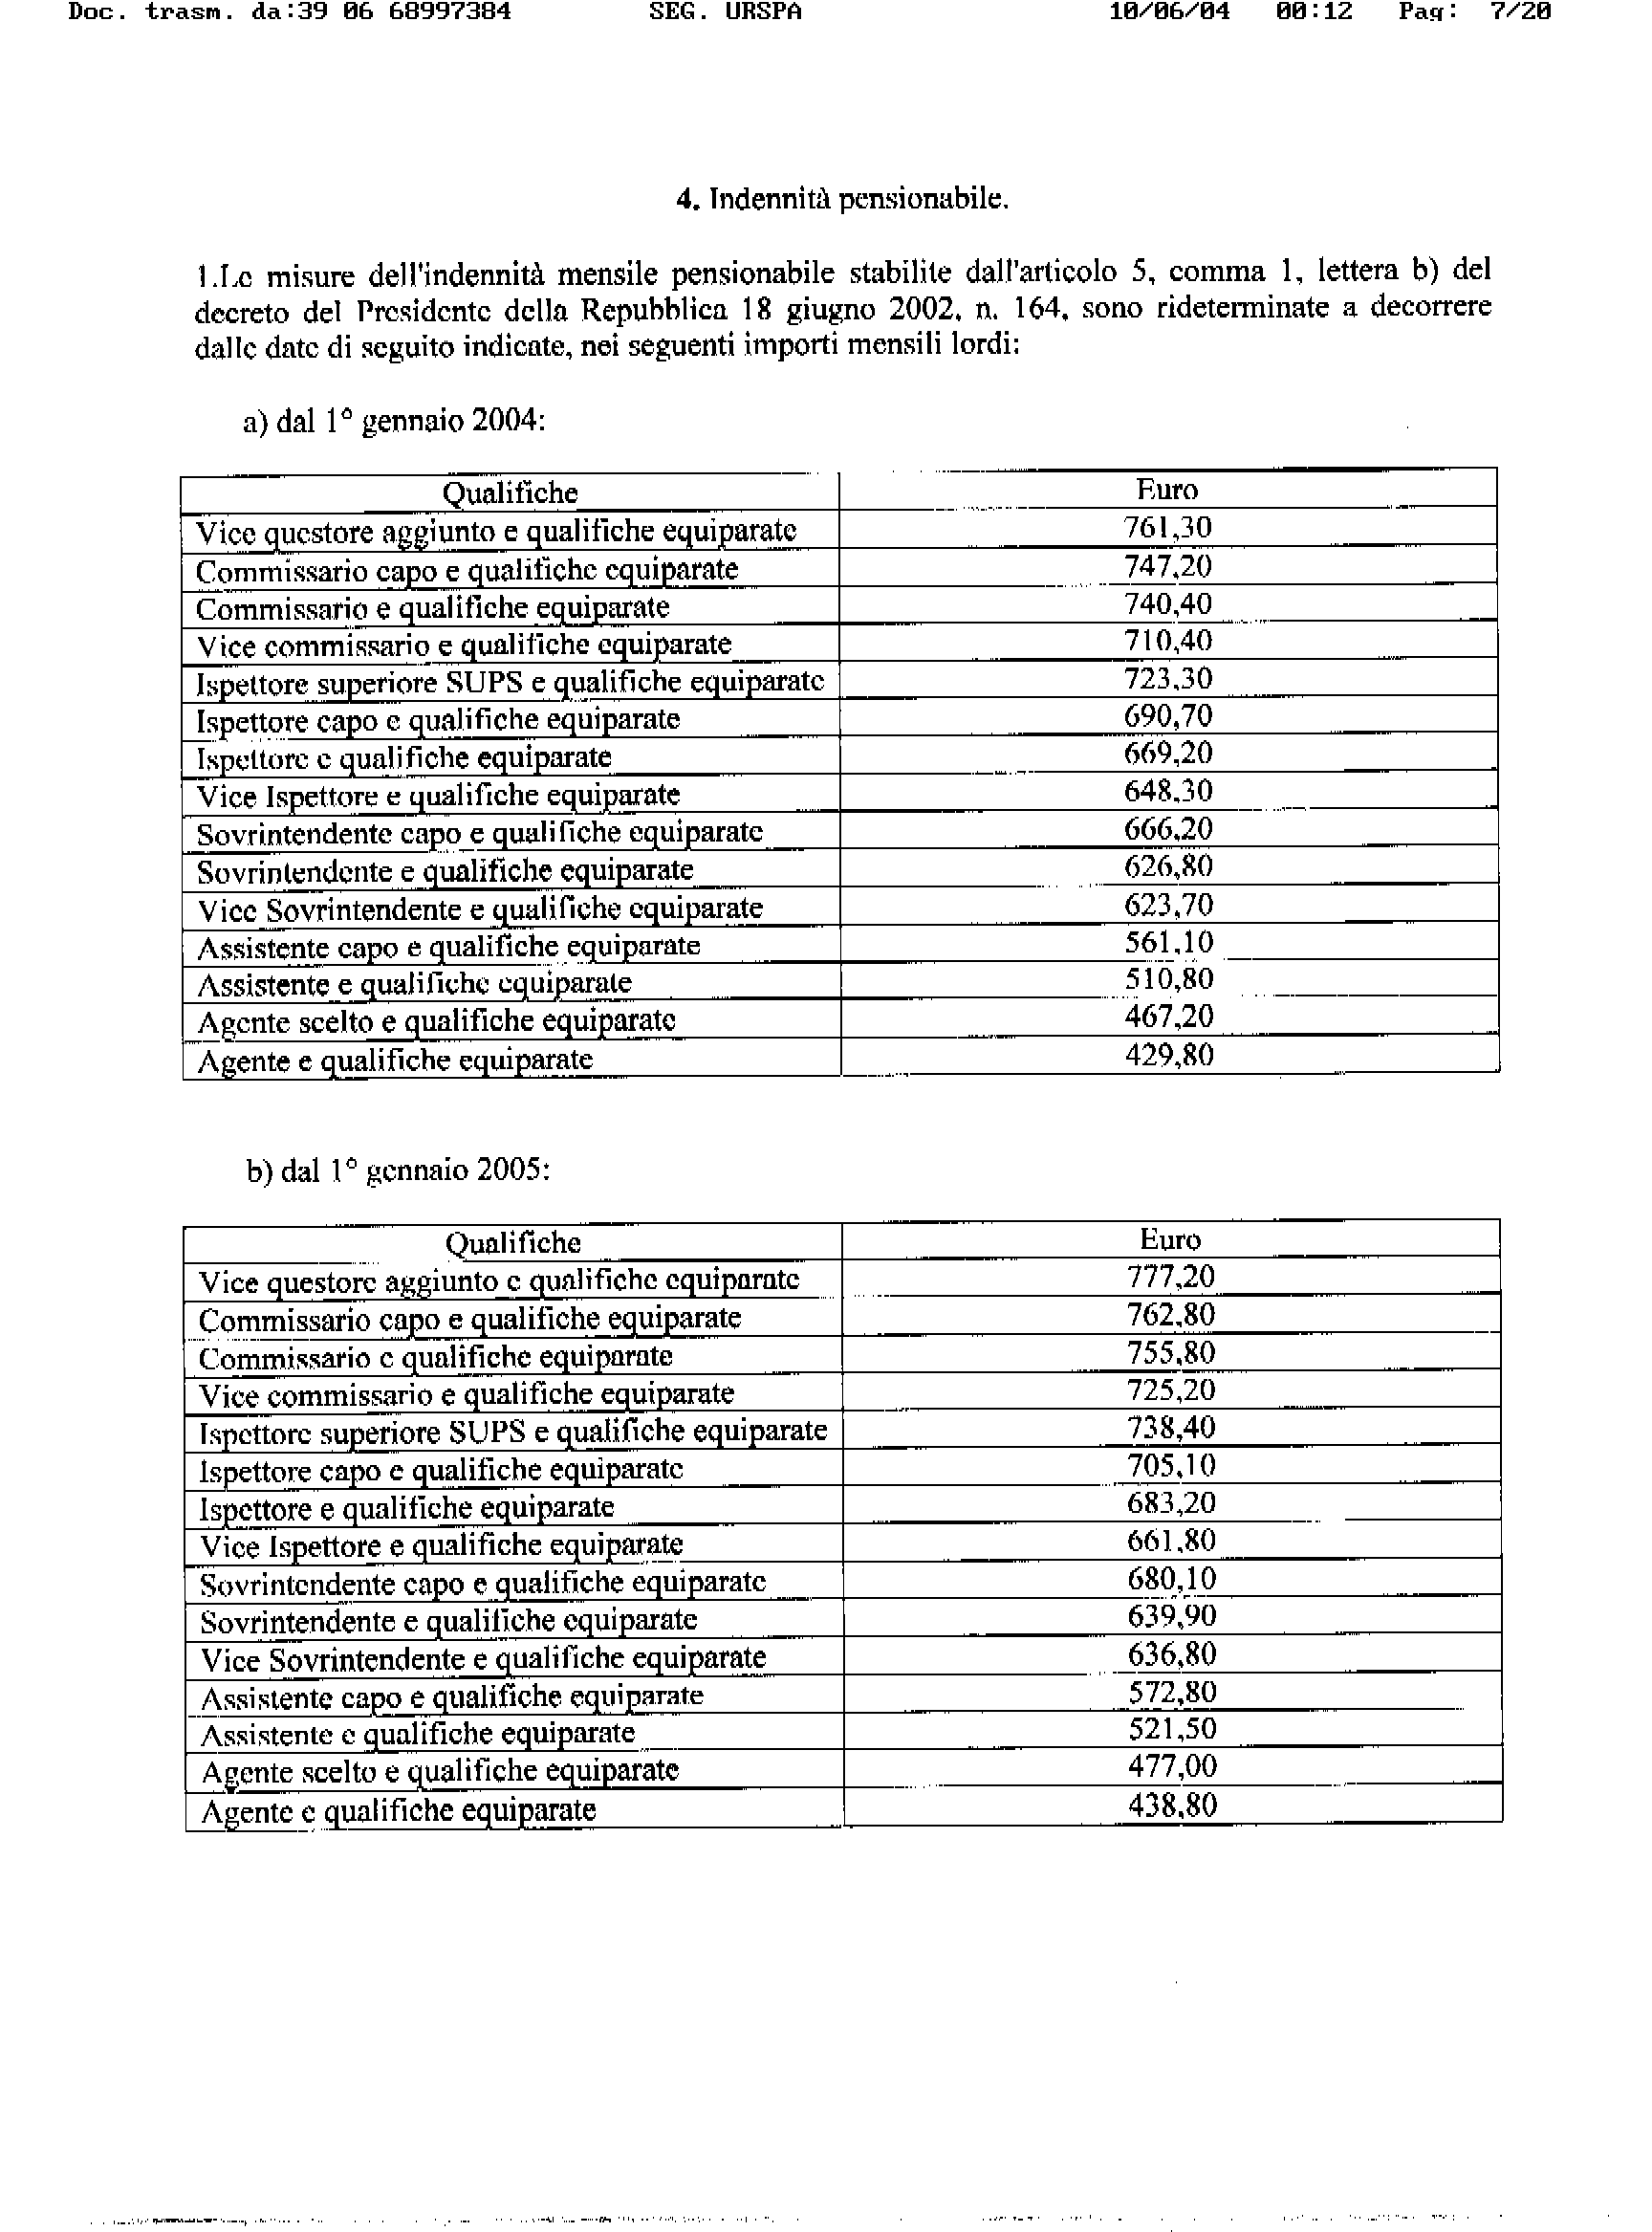 Doc. trasm. da:39 06 68997384 SEG. URSPA 10/06/04 00:12 Pag: 7/20
4. Indennità pensionabile.
1.Le misure dell'indennità mensile pensionabile stabilite dall'articolo 5, comma 1, lettera b) del
decreto del Presidente della Repubblica 18 giugno 2002, n. 164, sono rideterminate a decorrere
dalle date di seguito indicate, nei seguenti importi mensili lordi:
a) dal 1° gennaio 2004:
Qualifiche Euro
Vice questore aggiunto e qualifiche equiparate 761,30
Commissario capo e qualifiche equiparate 747,20
Commissario e qualifiche equiparate 740,40
Vice commissario e qualifiche equiparate 710,40
Ispettore superiore SUPS e qualifiche equiparate 723,30
Ispettore capo e qualifiche equiparate 690,70
Ispettore e qualifiche equiparate 669,20
Vice Ispettore e qualifiche equiparate 648,30
Sovrintendente capo e qualifiche equiparate 666,20
Sovrintendente e qualifiche equiparate 626,80
Vice Sovrintendente e qualifiche equiparate 623,70
Assistente capo e qualifiche equiparate 561,10
Assistente e qualifiche equiparate 510,80
Agente scelto e qualifiche equiparate 467,20
Agente e qualifiche equiparate 429,80
b) dal 1° gennaio 2005:
Qualifiche Euro
Vice questore aggiunto e qualifiche equiparate 777,20
Commissario capo e qualifiche equiparate 762,80
Commissario e qualifiche equiparate 755,80
Vice commissario e qualifiche equiparate 725,20
Ispettore superiore SUPS e qualifiche equiparate 738,40
Ispettore capo e qualifiche equiparate 705,10
Ispettore e qualifiche equiparate 683,20
Vice Ispettore e qualifiche equiparate 661,80
Sovrintendente capo e qualifiche equiparate 680,10
Sovrintendente e qualifiche equiparate 639,90
Vice Sovrintendente e qualifiche equiparate 636,80
Assistente capo e qualifiche equiparate 572,80
Assistente e qualifiche equiparate 521,50
Agente scelto e qualifiche equiparate 477,00
Agente e qualifiche equiparate 438,80